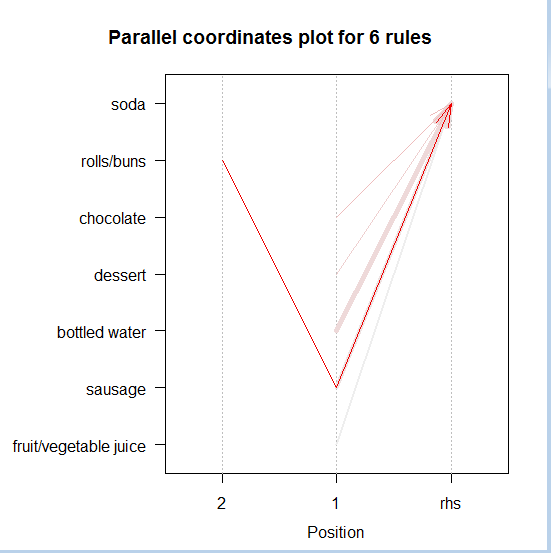 Parallel coordinates plot for 6 rules
soda
rolls/buns
chocolate
dessert
bottled water
sausage
fruit/vegetable juice
2 1 rhs
Position